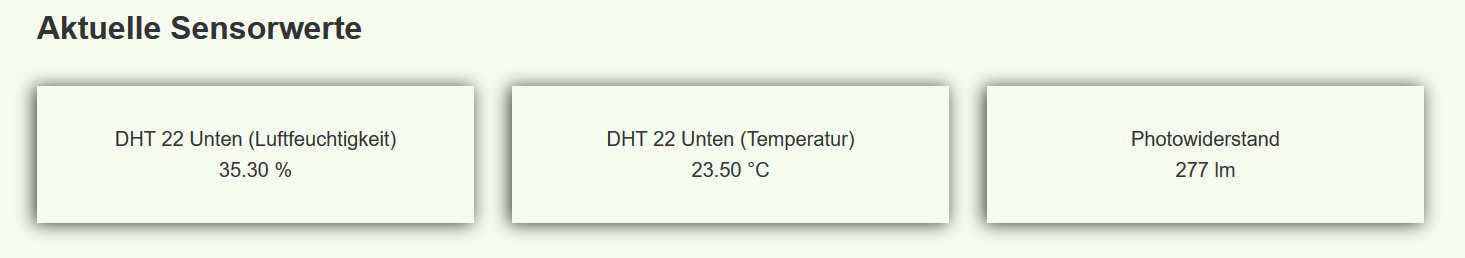 Aktuelle Sensorwerte
DHT 22 Unten (Luftfeuchtigkeit)
35.30 %
DHT 22 Unten (Temperatur)
23.50 °C
Photowiderstand
277 lm